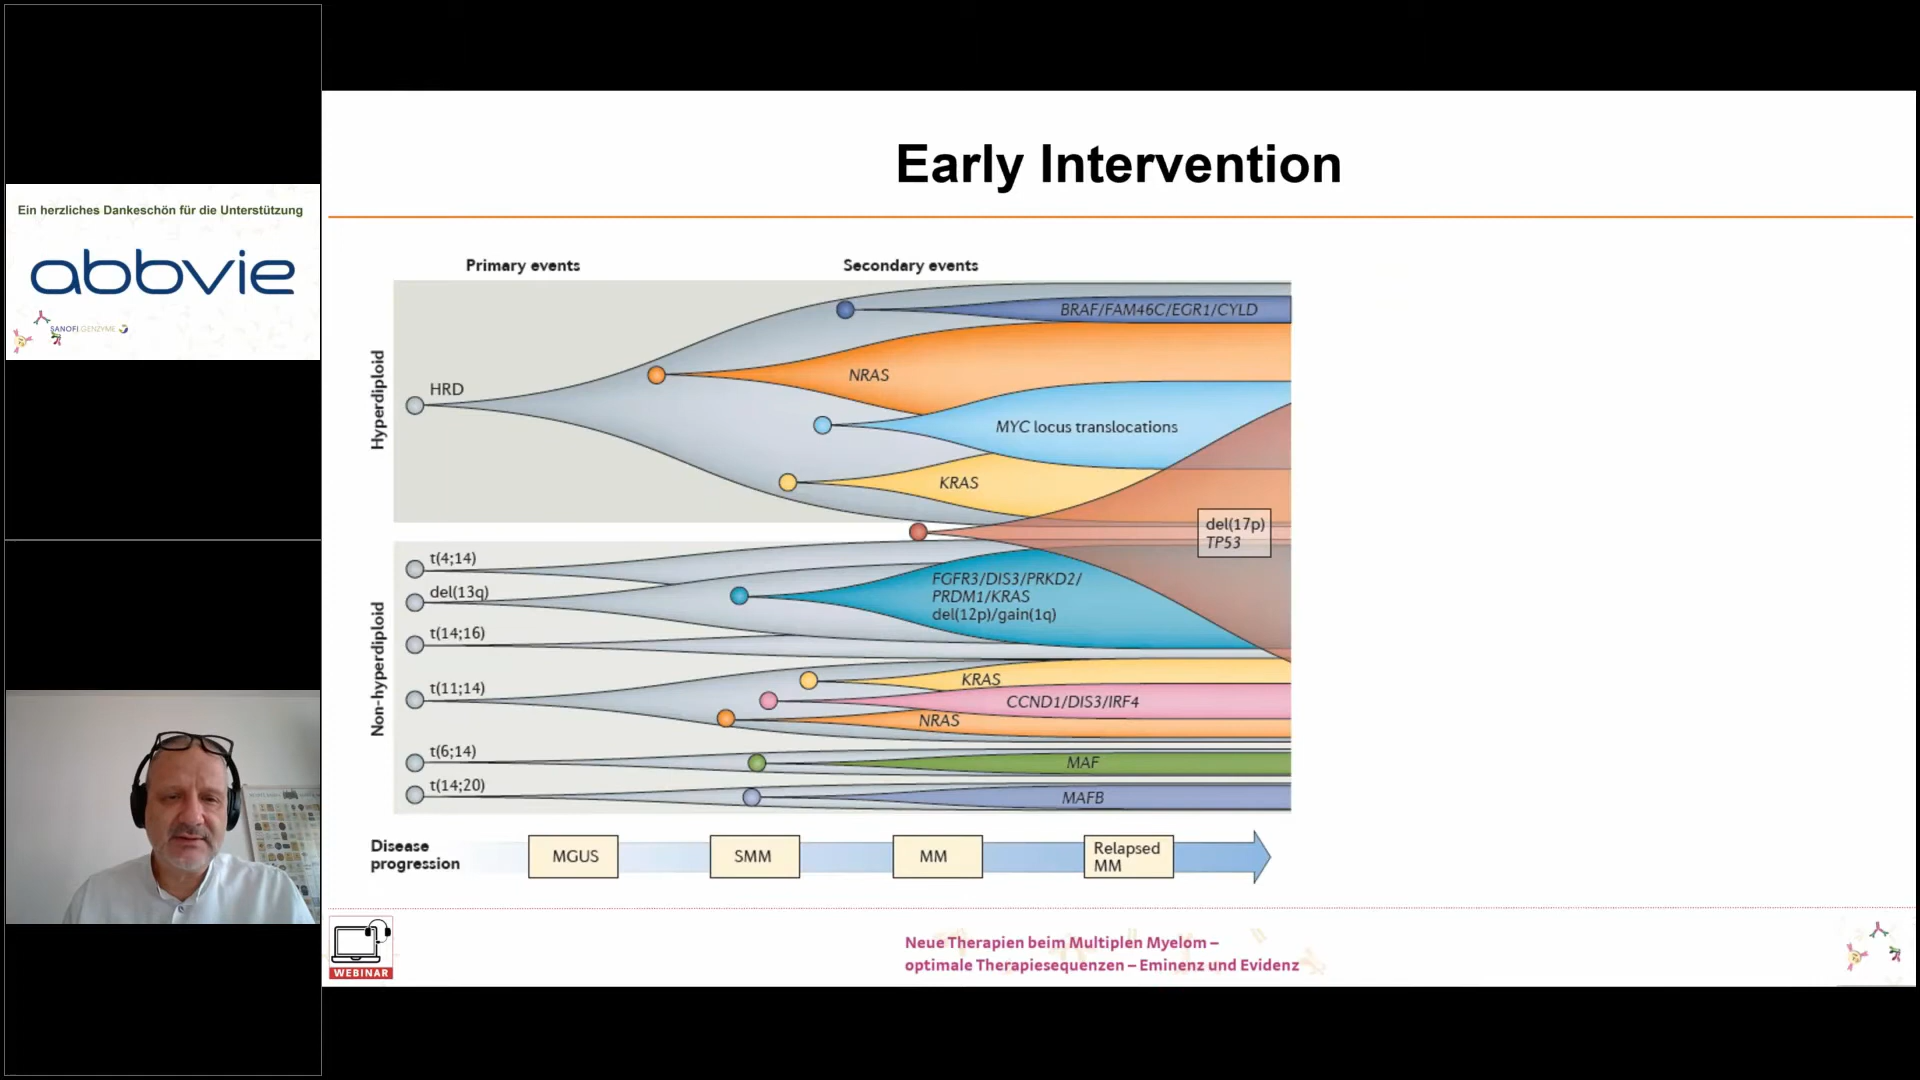 Ein herzliches Dankeschön für die Unterstützung
abbvie
SANOFI GENZYME
Early Intervention
Primary events
Secondary events
Hyperdiploid
HRD
BRAF/FAM46C/EGR1/CYLD
NRAS
MYC locus translocations
KRAS
del(17p)
TP53
Non-hyperdiploid
t(4;14)
del(13q)
t(14;16)
t(11;14)
t(6;14)
t(14;20)
FGFR3/DIS3/PRKD2/
PRDM1/KRAS
del(12p)/gain(1q)
KRAS
CCND1/DIS3/IRF4
NRAS
MAF
MAFB
Disease
progression
MGUS
SMM
MM
Relapsed
MM
WEBINAR
Neue Therapien beim Multiplen Myelom –
optimale Therapiesequenzen – Eminenz und Evidenz